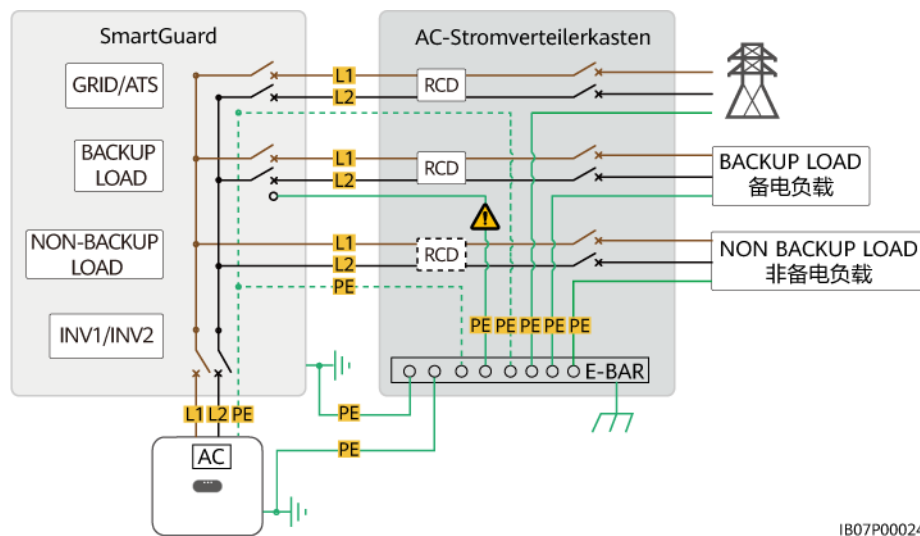 SmartGuard
AC-Stromverteilerkasten
GRID/ATS
L1
L2
RCD
BACKUP
LOAD
L1
L2
RCD
BACKUP LOAD
备电负载
NON-BACKUP
LOAD
L1
L2
PE
RCD
NON BACKUP LOAD
非备电负载
INV1/INV2
PE PE PE PE PE
E-BAR
L1 L2 PE
PE
PE
AC
IB07P00024